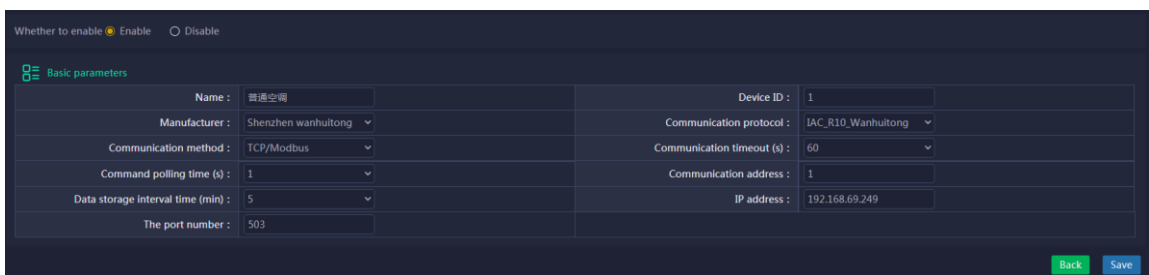 Whether to enable Enable Disable
Basic parameters
Name : 普通空调 Device ID : 1
Manufacturer : Shenzhen wanhuitong Communication protocol : IAC_R10_Wanhuitong
Communication method : TCP/Modbus Communication timeout (s) : 60
Command polling time (s) : 1 Communication address : 1
Data storage interval time (min) : 5 IP address : 192.168.69.249
The port number : 503
Back Save